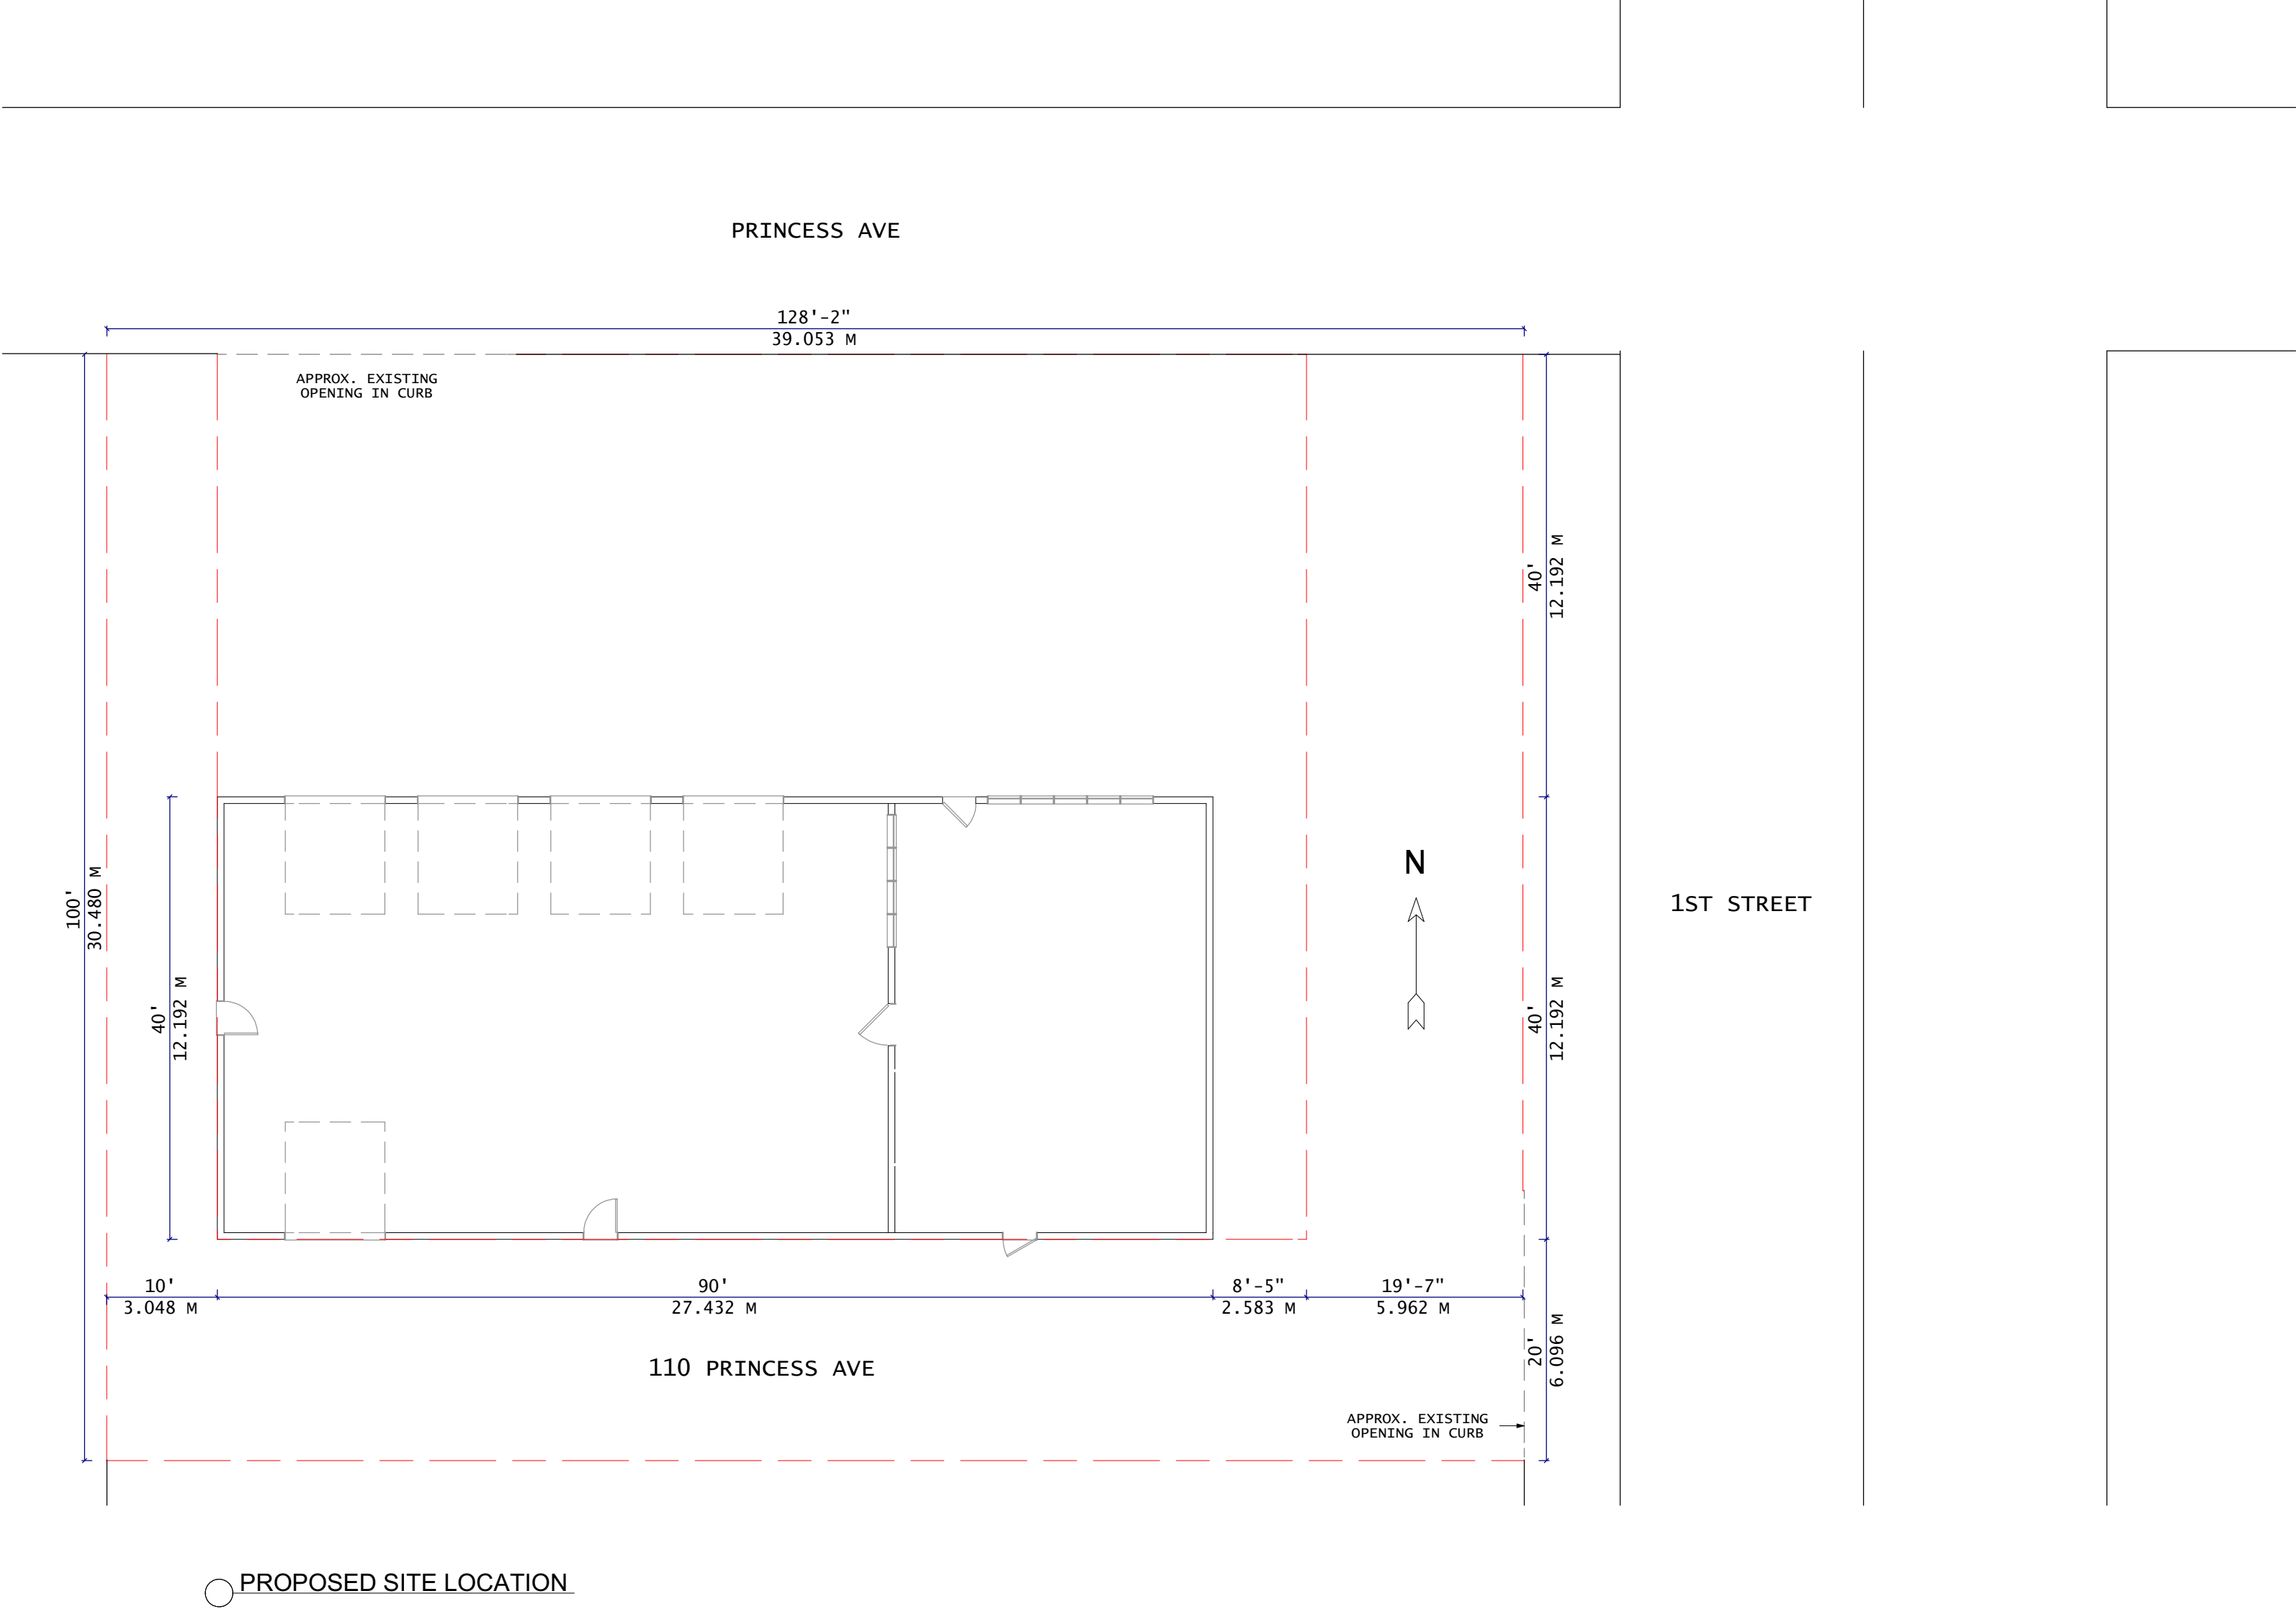 PRINCESS AVE
128'-2"
39.053 M
APPROX. EXISTING
OPENING IN CURB
40'
12.192 M
N
1ST STREET
100'
30.480 M
40'
12.192 M
40'
12.192 M
10'
3.048 M
90'
27.432 M
8'-5"
2.583 M
19'-7"
5.962 M
20'
6.096 M
110 PRINCESS AVE
APPROX. EXISTING
OPENING IN CURB
PROPOSED SITE LOCATION